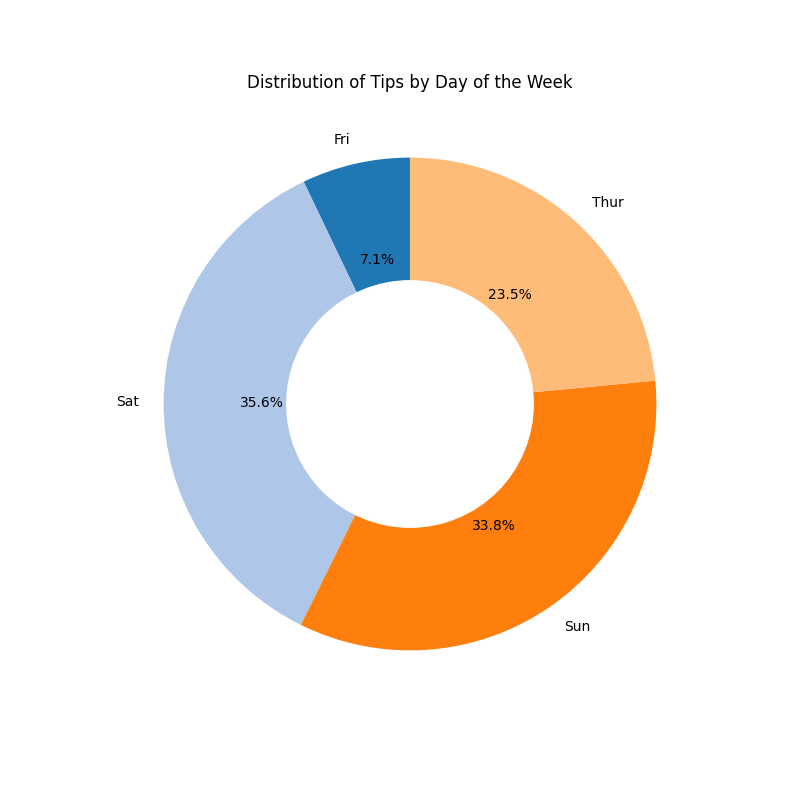 Distribution of Tips by Day of the Week
Fri
Thur
7.1%
23.5%
Sat
35.6%
33.8%
Sun